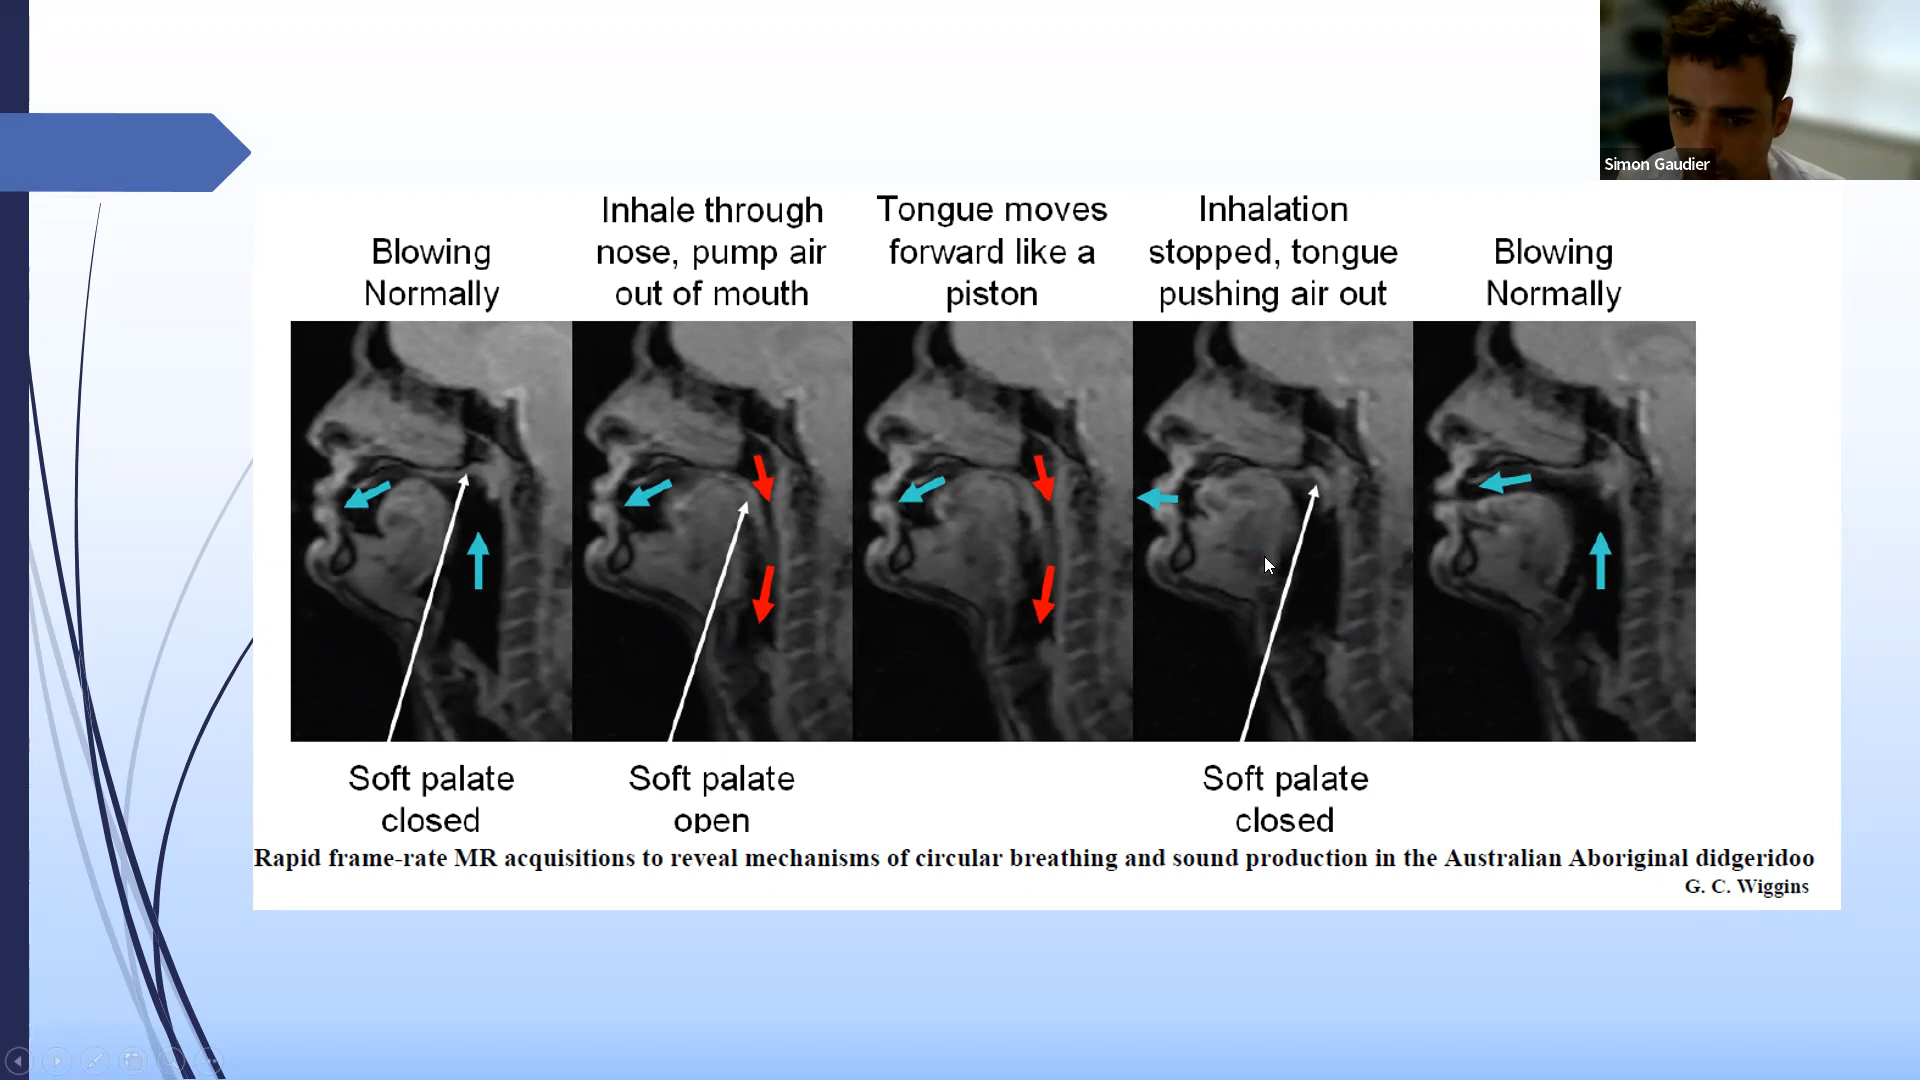 Simon Gaudier
Blowing
Normally
Inhale through
nose, pump air
out of mouth
Tongue moves
forward like a
piston
Inhalation
stopped, tongue
pushing air out
Blowing
Normally
Soft palate
closed
Soft palate
open
Soft palate
closed
Rapid frame-rate MR acquisitions to reveal mechanisms of circular breathing and sound production in the Australian Aboriginal didgeridoo
G. C. Wiggins